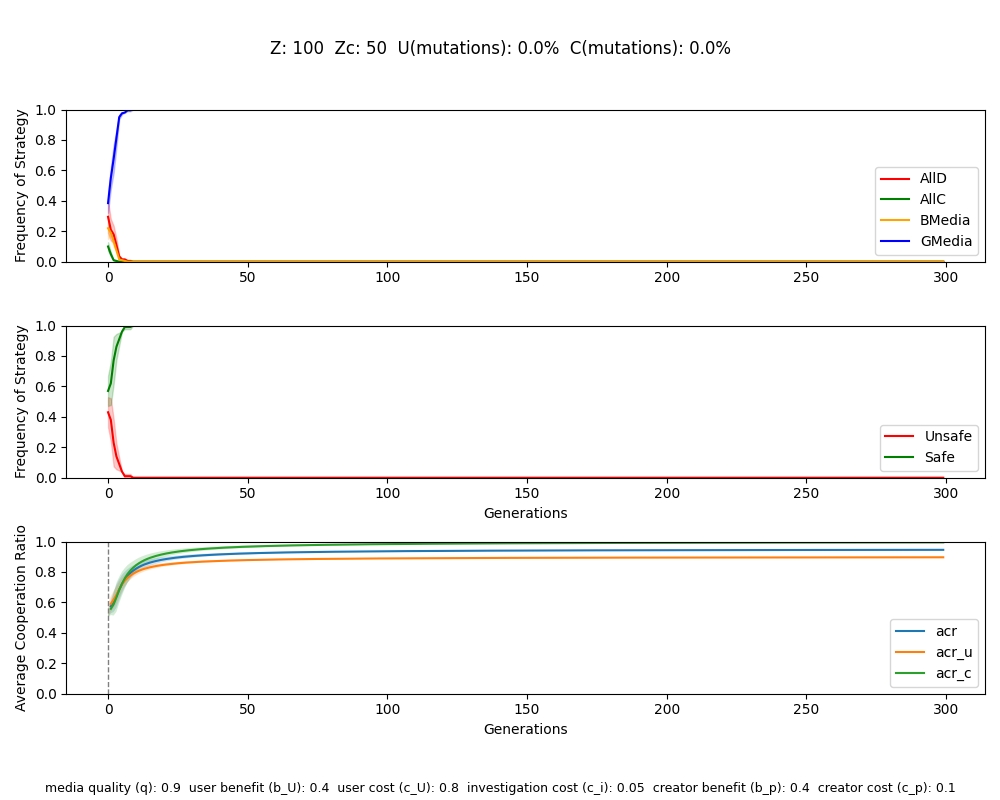 Z: 100 Zc: 50 U(mutations): 0.0% C(mutations): 0.0%
Frequency of Strategy
1.0
0.8
0.6
0.4
0.2
0.0
AllD
AllC
BMedia
GMedia
0 50 100 150 200 250 300
Frequency of Strategy
1.0
0.8
0.6
0.4
0.2
0.0
Unsafe
Safe
0 50 100 150 200 250 300
Generations
Average Cooperation Ratio
1.0
0.8
0.6
0.4
0.2
0.0
acr
acr_u
acr_c
0 50 100 150 200 250 300
Generations
media quality (q): 0.9 user benefit (b_U): 0.4 user cost (c_U): 0.8 investigation cost (c_i): 0.05 creator benefit (b_p): 0.4 creator cost (c_p): 0.1